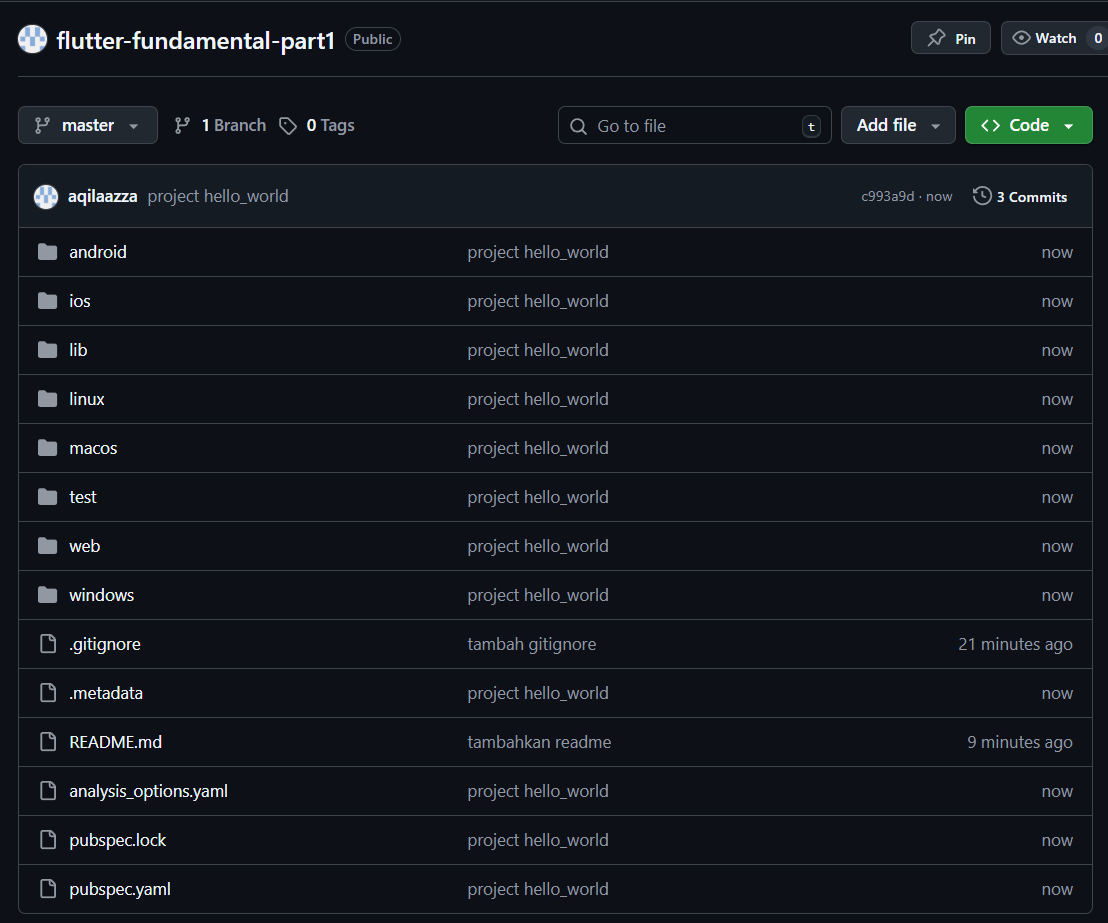 flutter-fundamental-part1 Public Pin Watch 0
master 1 Branch 0 Tags Go to file t Add file Code
aqilaazza project hello_world c993a9d · now 3 Commits
android project hello_world now
ios project hello_world now
lib project hello_world now
linux project hello_world now
macos project hello_world now
test project hello_world now
web project hello_world now
windows project hello_world now
.gitignore tambah gitignore 21 minutes ago
.metadata project hello_world now
README.md tambahkan readme 9 minutes ago
analysis_options.yaml project hello_world now
pubspec.lock project hello_world now
pubspec.yaml project hello_world now